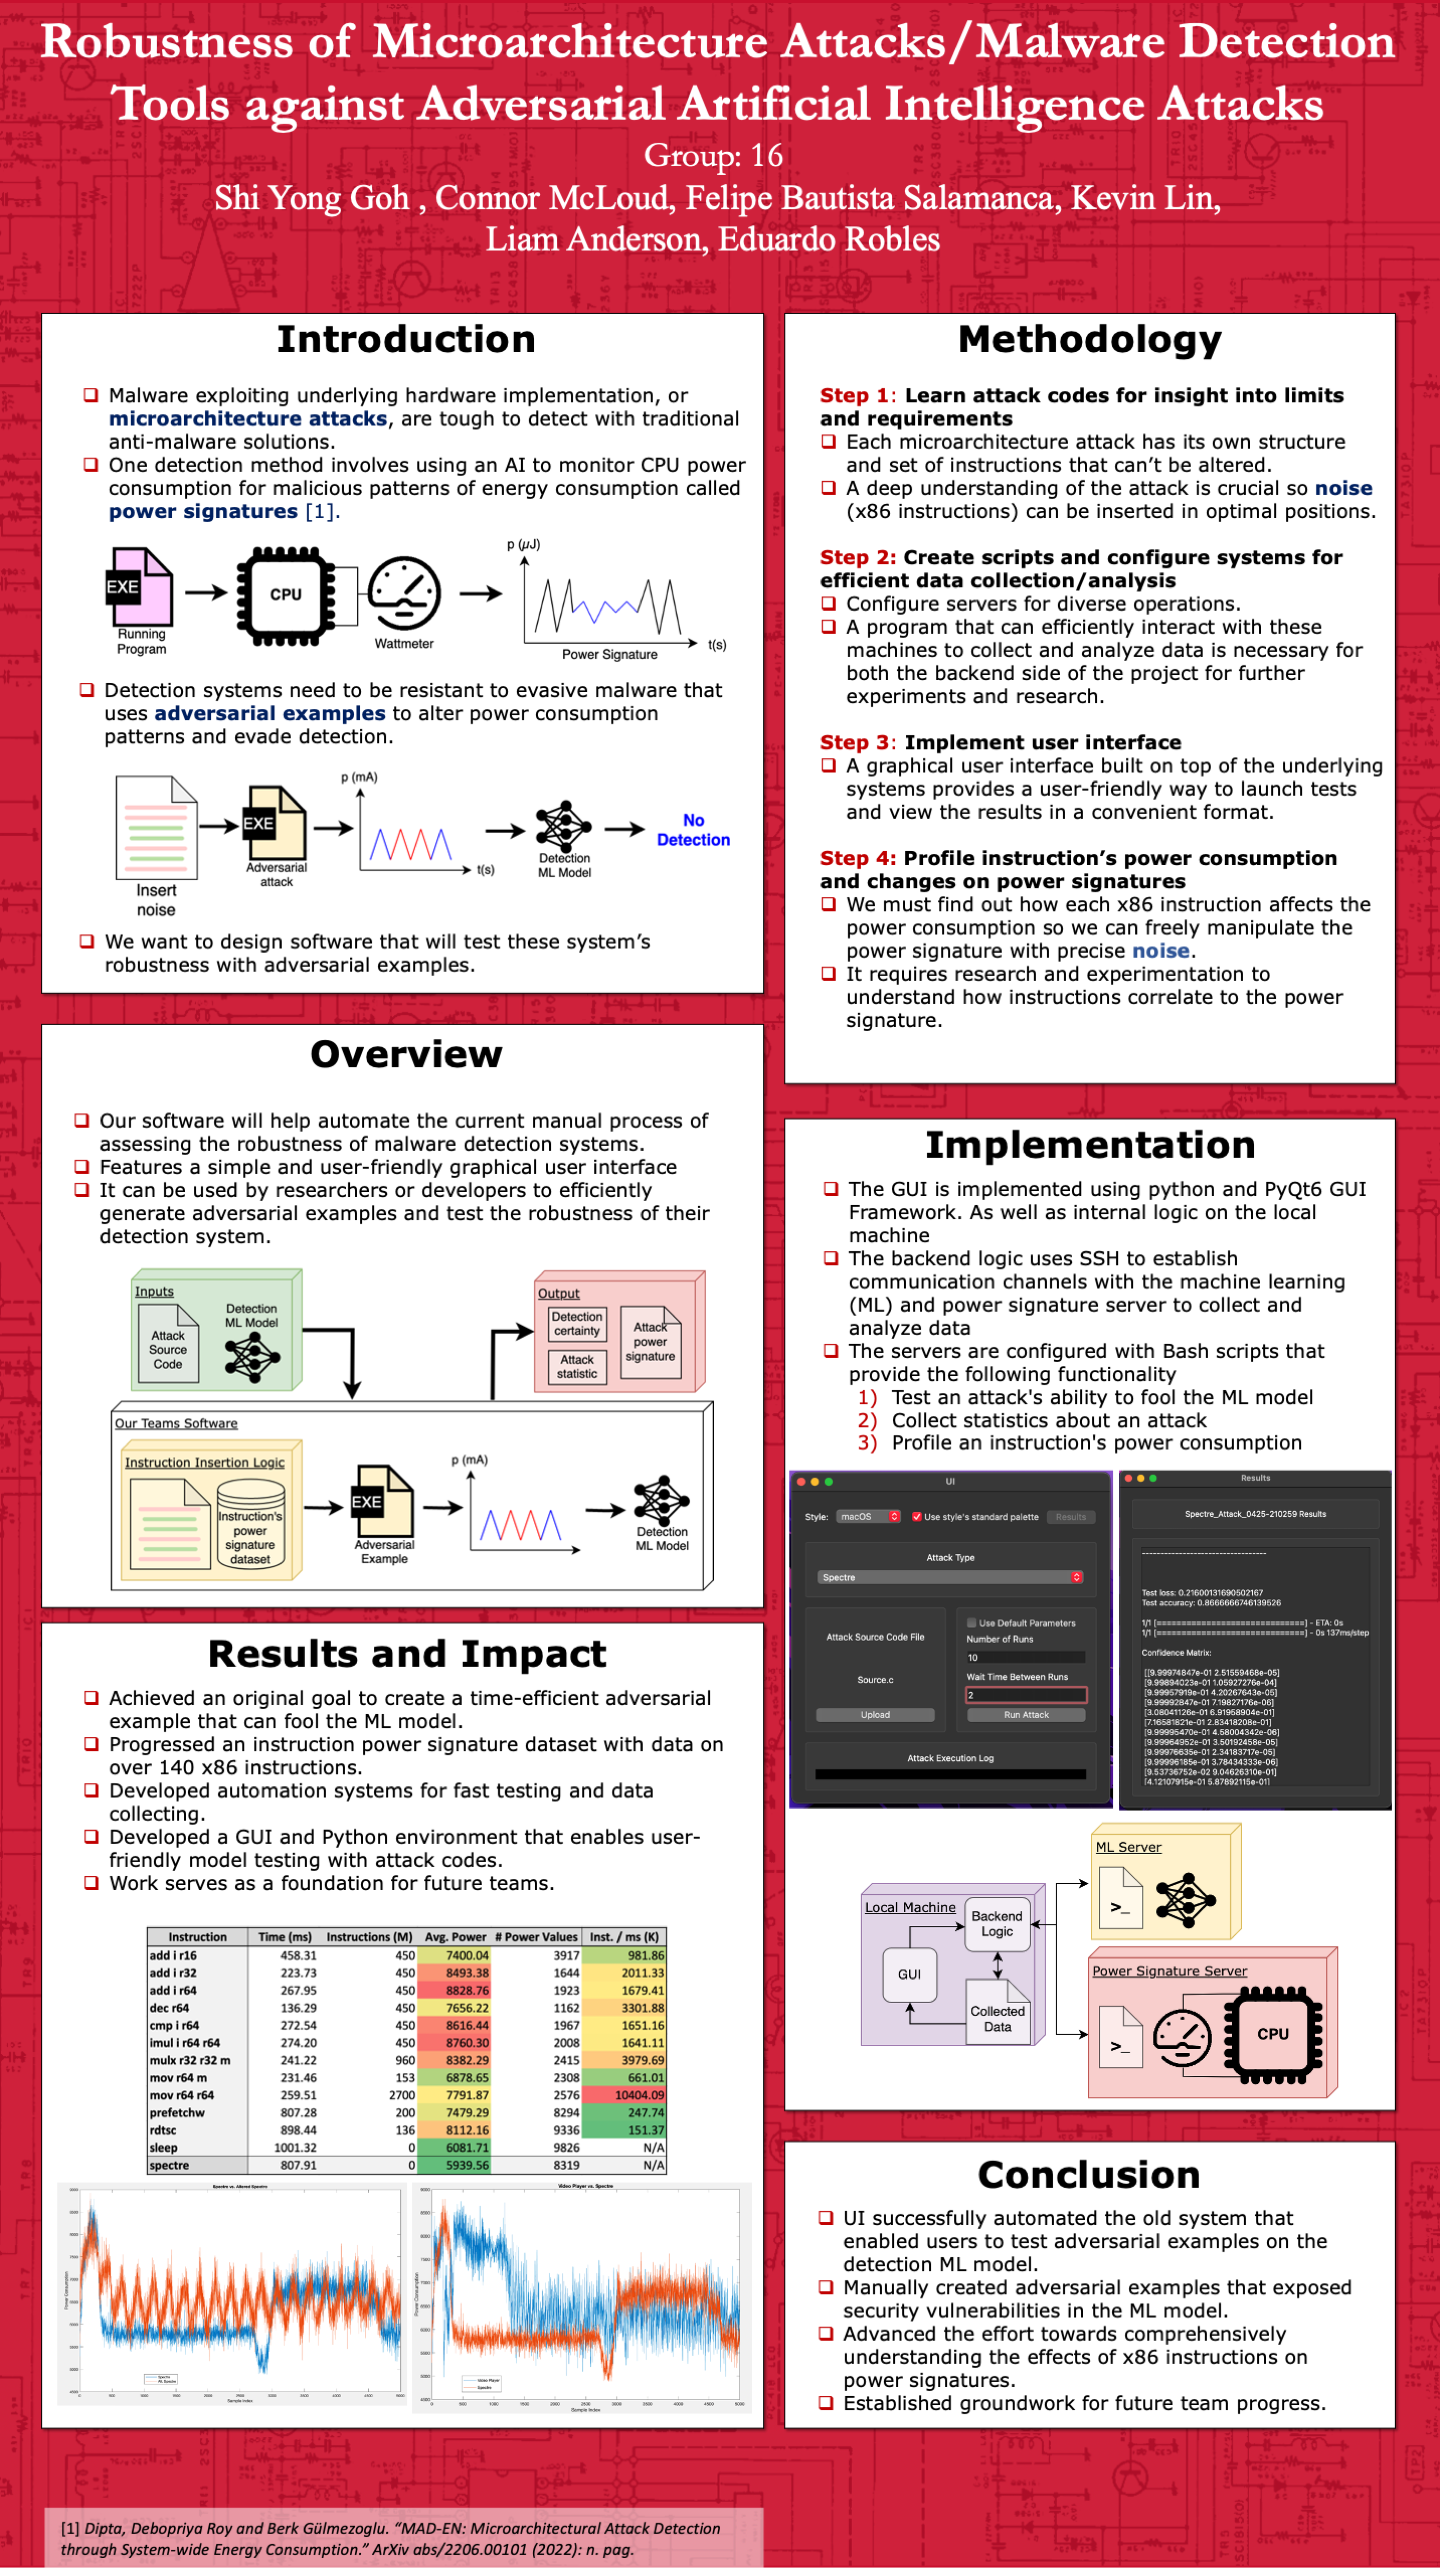 Robustness of Microarchitecture Attacks/Malware Detection
Tools against Adversarial Artificial Intelligence Attacks
Group: 16
Shi Yong Goh , Connor McLoud, Felipe Bautista Salamanca, Kevin Lin,
Liam Anderson, Eduardo Robles
Introduction
Malware exploiting underlying hardware implementation, or
microarchitecture attacks, are tough to detect with traditional
anti-malware solutions.
One detection method involves using an AI to monitor CPU power
consumption for malicious patterns of energy consumption called
power signatures [1].
p (μJ)
EXE
CPU
Running
Program
Wattmeter
Power Signature
t(s)
Detection systems need to be resistant to evasive malware that
uses adversarial examples to alter power consumption
patterns and evade detection.
p (mA)
EXE
No
Detection
Adversarial
attack
t(s)
Detection
ML Model
Insert
noise
We want to design software that will test these system’s
robustness with adversarial examples.
Overview
Our software will help automate the current manual process of
assessing the robustness of malware detection systems.
Features a simple and user-friendly graphical user interface
It can be used by researchers or developers to efficiently
generate adversarial examples and test the robustness of their
detection system.
Inputs
Attack
Source
Code
Detection
ML Model
Output
Detection
certainty
Attack
statistic
Attack
power
signature
Our Teams Software
Instruction Insertion Logic
Instruction's
power
signature
dataset
EXE
Adversarial
Example
p (mA)
Detection
ML Model
Results and Impact
Achieved an original goal to create a time-efficient adversarial
example that can fool the ML model.
Progressed an instruction power signature dataset with data on
over 140 x86 instructions.
Developed automation systems for fast testing and data
collecting.
Developed a GUI and Python environment that enables user-
friendly model testing with attack codes.
Work serves as a foundation for future teams.
Instruction Time (ms) Instructions (M) Avg. Power # Power Values Inst. / ms (K)
add i r16 458.31 450 7400.04 3917 981.86
add i r32 223.73 450 8493.38 1644 2011.33
add i r64 267.95 450 8828.76 1923 1679.41
dec r64 136.29 450 7656.22 1162 3301.88
cmp i r64 272.54 450 8616.44 1967 1651.16
imul i r64 r64 274.20 450 8760.30 2008 1641.11
mulx r32 r32 m 241.22 960 8382.29 2415 3979.69
mov r64 m 231.46 153 6878.65 2308 661.01
mov r64 r64 259.51 2700 7791.87 2576 10404.09
prefetchw 807.28 200 7479.29 8294 247.74
rdtsc 898.44 136 8112.16 9336 151.37
sleep 1001.32 0 6081.71 9826 N/A
spectre 807.91 0 5939.56 8319 N/A
Spectre vs. Altered Spectre
Power Consumption
Sample Index
Video Player vs. Spectre
Power Consumption
Video Player
Spectre
Sample Index
Methodology
Step 1: Learn attack codes for insight into limits
and requirements
Each microarchitecture attack has its own structure
and set of instructions that can’t be altered.
A deep understanding of the attack is crucial so noise
(x86 instructions) can be inserted in optimal positions.
Step 2: Create scripts and configure systems for
efficient data collection/analysis
Configure servers for diverse operations.
A program that can efficiently interact with these
machines to collect and analyze data is necessary for
both the backend side of the project for further
experiments and research.
Step 3: Implement user interface
A graphical user interface built on top of the underlying
systems provides a user-friendly way to launch tests
and view the results in a convenient format.
Step 4: Profile instruction’s power consumption
and changes on power signatures
We must find out how each x86 instruction affects the
power consumption so we can freely manipulate the
power signature with precise noise.
It requires research and experimentation to
understand how instructions correlate to the power
signature.
Implementation
The GUI is implemented using python and PyQt6 GUI
Framework. As well as internal logic on the local
machine
The backend logic uses SSH to establish
communication channels with the machine learning
(ML) and power signature server to collect and
analyze data
The servers are configured with Bash scripts that
provide the following functionality
1) Test an attack's ability to fool the ML model
2) Collect statistics about an attack
3) Profile an instruction's power consumption
UI
Style: macOS Use style's standard palette Results
Attack Type
Spectre
Attack Source Code File
Source.c
Upload
Use Default Parameters
Number of Runs
10
Wait Time Between Runs
2
Run Attack
Attack Execution Log
Results
Spectre_Attack_0425-210259 Results
Test loss: 0.21600131690502167
Test accuracy: 0.8666666746139526
1/1 [==============================] - ETA: 0s
1/1 [==============================] - 0s 137ms/step
Confidence Matrix:
[[9.99974847e-01 2.51559468e-05]
[9.99894023e-01 1.05927276e-04]
[9.99957919e-01 4.20267643e-05]
[9.99992847e-01 7.19827176e-06]
[3.08041126e-01 6.91958904e-01]
[7.16581821e-01 2.83418208e-01]
[9.99995470e-01 4.58004342e-06]
[9.99964952e-01 3.50192458e-05]
[9.99976635e-01 2.34183717e-05]
[9.99996185e-01 3.78434333e-06]
[9.53736752e-02 9.04626310e-01]
[4.12107915e-01 5.87892115e-01]
Local Machine
GUI
Backend
Logic
Collected
Data
ML Server
>_
Power Signature Server
>_
CPU
Conclusion
UI successfully automated the old system that
enabled users to test adversarial examples on the
detection ML model.
Manually created adversarial examples that exposed
security vulnerabilities in the ML model.
Advanced the effort towards comprehensively
understanding the effects of x86 instructions on
power signatures.
Established groundwork for future team progress.
[1] Dipta, Debopriya Roy and Berk Gülmezoglu. “MAD-EN: Microarchitectural Attack Detection
through System-wide Energy Consumption.” ArXiv abs/2206.00101 (2022): n. pag.